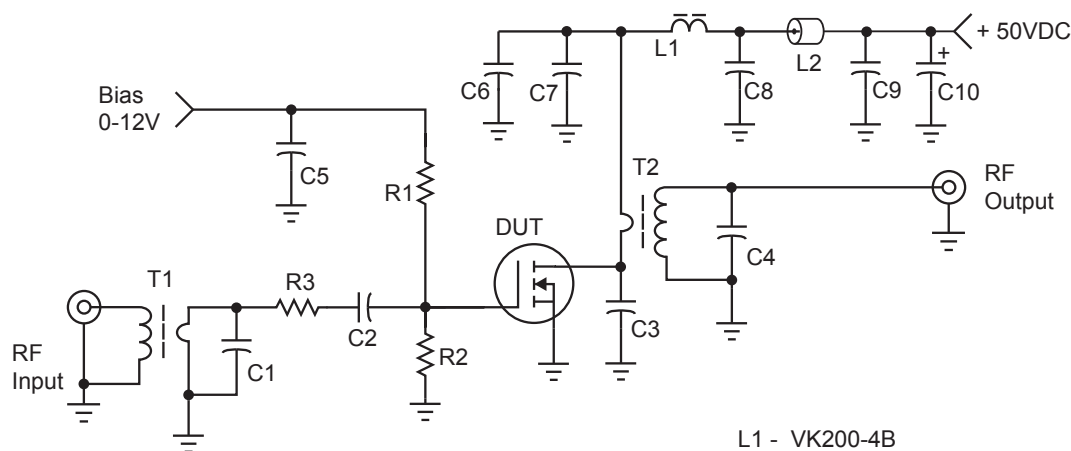 + 50VDC
L1
L2
C6
C7
C8
C9
+
C10
Bias
0-12V
C5
R1
T2
RF
Output
DUT
C4
T1
R3
C2
C3
RF
Input
C1
R2
L1 - VK200-4B